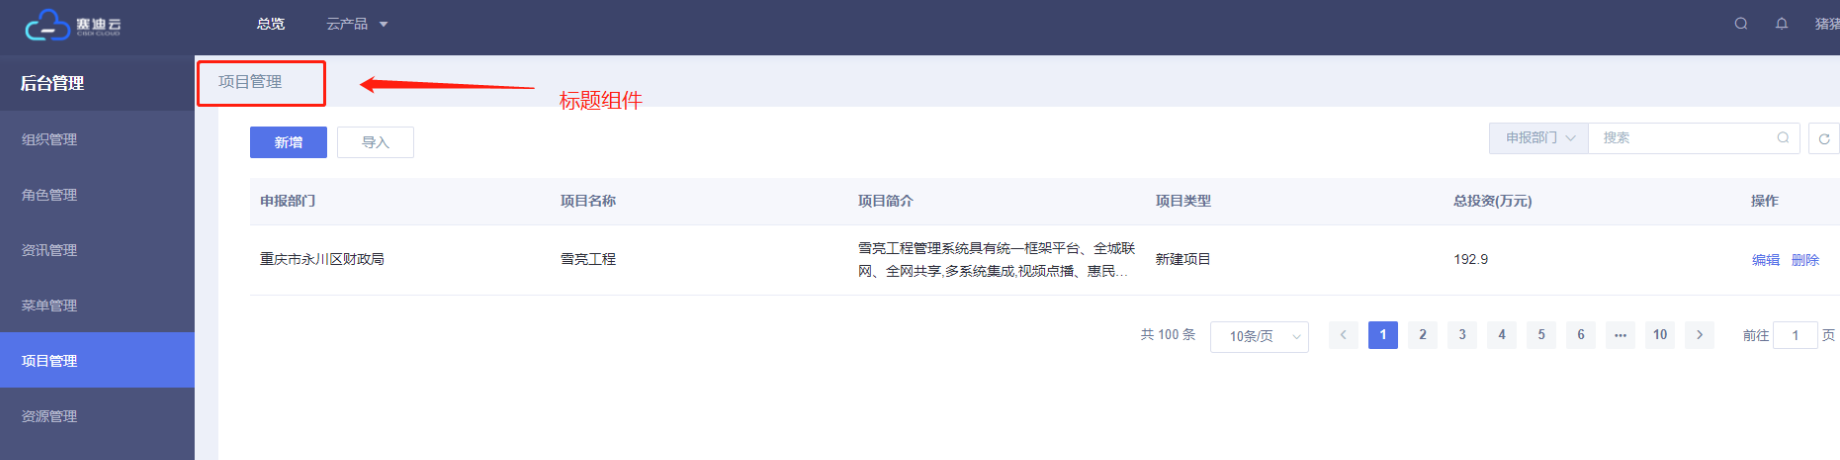 赛迪云
总览
云产品
后台管理
组织管理
角色管理
资讯管理
菜单管理
项目管理
资源管理
项目管理
标题组件
新增
导入
申报部门
搜索
申报部门 项目名称 项目简介 项目类型 总投资(万元) 操作
重庆市永川区财政局 雪亮工程
雪亮工程管理系统具有统一框架平台、全城联
网、全网共享,多系统集成,视频点播、惠民...
新建项目 192.9 编辑 删除
共 100 条 10条/页 1 2 3 4 5 6 ... 10 前往 1 页